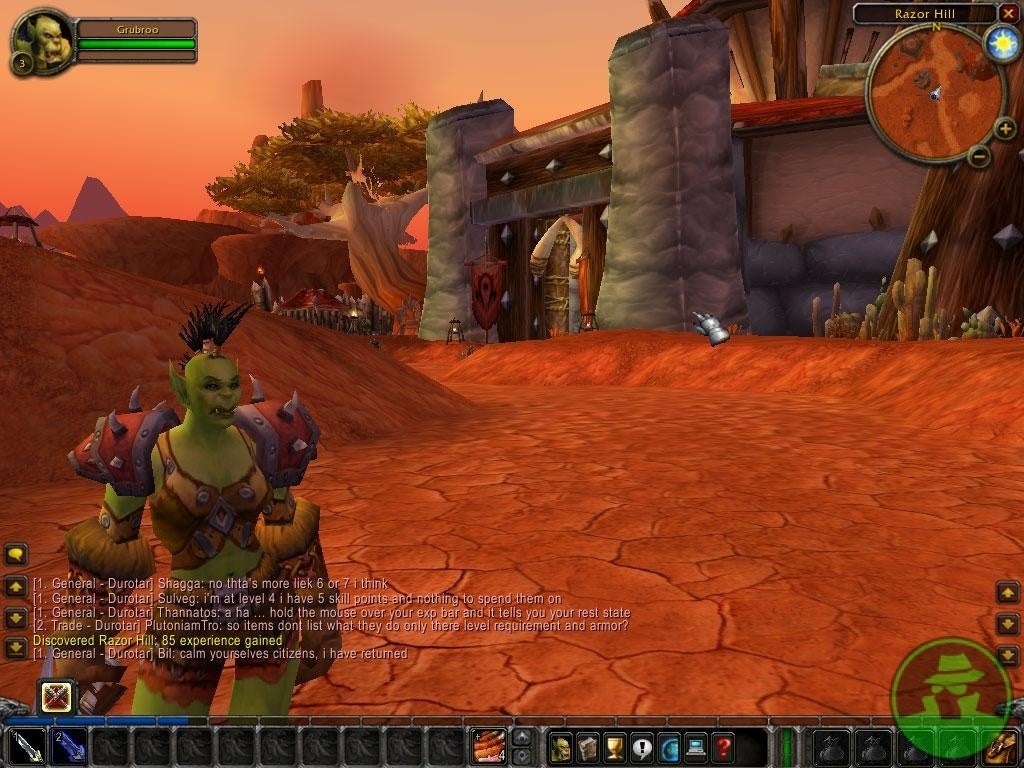 Grubroo
3
Razor Hill
N
[1. General - Durotar] Shagga: no thta's more liek 6 or 7 i think
[1. General - Durotar] Sulveg: i'm at level 4 i have 5 skill points and nothing to spend them on
[1. General - Durotar] Thannatos: a ha ... hold the mouse over your exp bar and it tells you your rest state
[2. Trade - Durotar] PlutoniamTro: so items dont list what they do only there level requirement and armor?
Discovered Razor Hill: 85 experience gained
[1. General - Durotar] Bil: calm yourselves citizens, i have returned
1
2
4